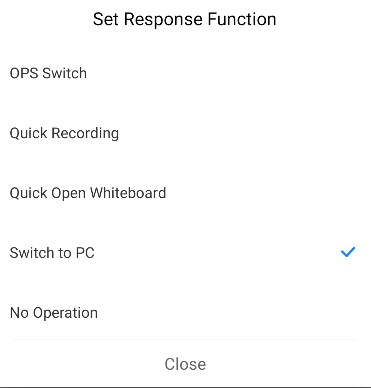 Set Response Function
OPS Switch
Quick Recording
Quick Open Whiteboard
Switch to PC
No Operation
Close